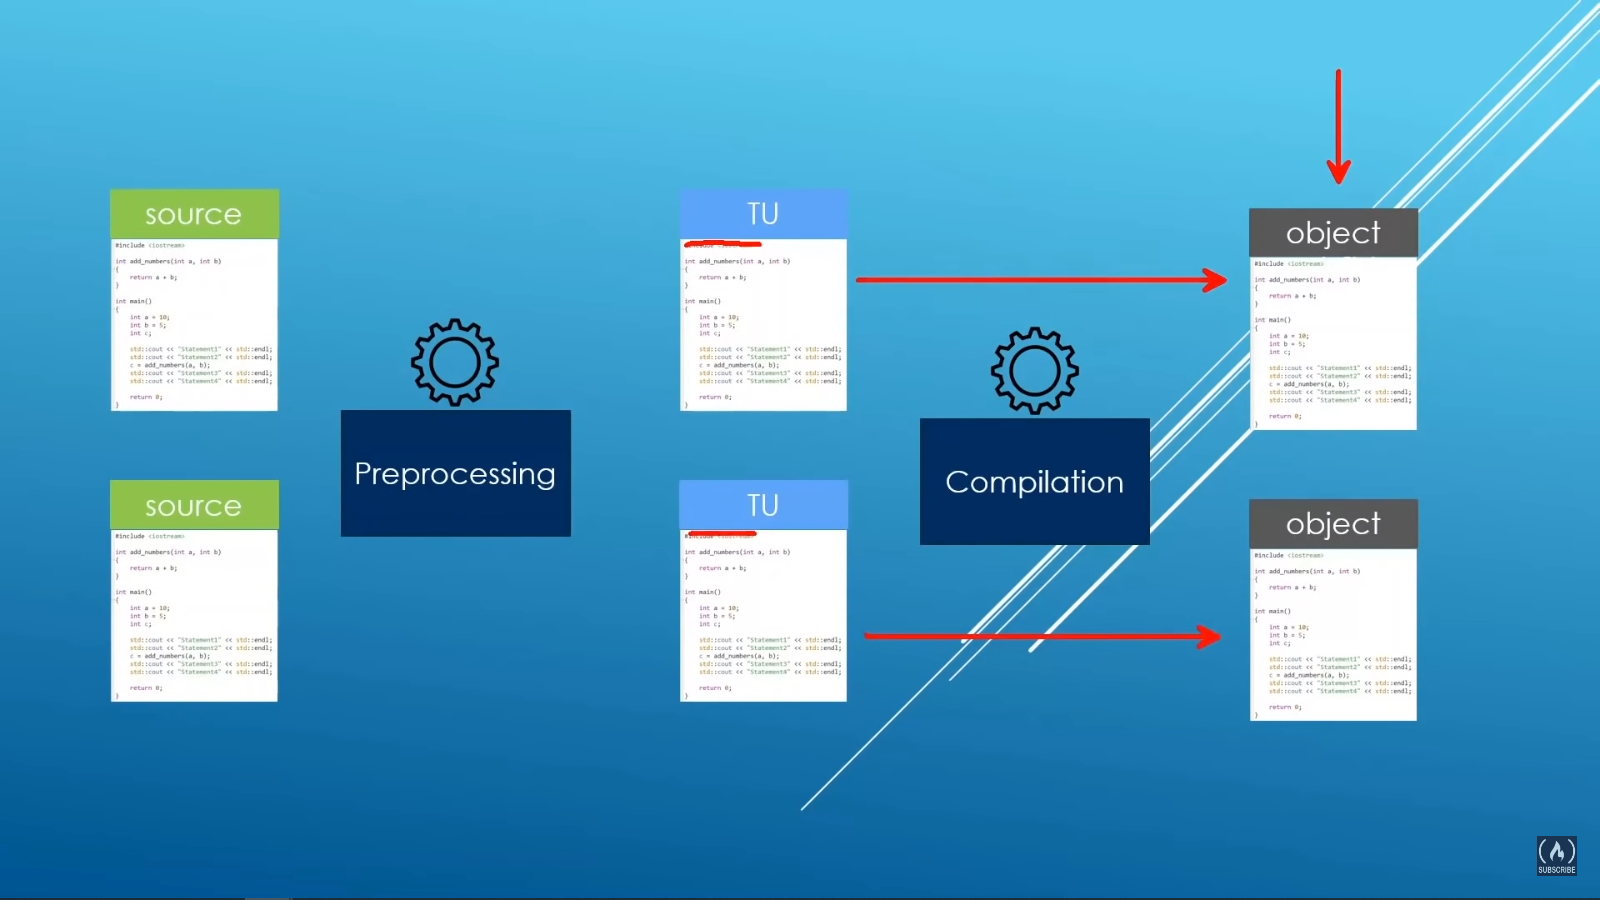 source
#include <iostream>
int add_numbers(int a, int b)
{
return a + b;
}
int main()
{
int a = 10;
int b = 5;
int c;
std::cout << "Statement1" << std::endl;
std::cout << "Statement2" << std::endl;
c = add_numbers(a, b);
std::cout << "Statement3" << std::endl;
std::cout << "Statement4" << std::endl;
return 0;
}
source
#include <iostream>
int add_numbers(int a, int b)
{
return a + b;
}
int main()
{
int a = 10;
int b = 5;
int c;
std::cout << "Statement1" << std::endl;
std::cout << "Statement2" << std::endl;
c = add_numbers(a, b);
std::cout << "Statement3" << std::endl;
std::cout << "Statement4" << std::endl;
return 0;
}
Preprocessing
TU
int add_numbers(int a, int b)
{
return a + b;
}
int main()
{
int a = 10;
int b = 5;
int c;
std::cout << "Statement1" << std::endl;
std::cout << "Statement2" << std::endl;
c = add_numbers(a, b);
std::cout << "Statement3" << std::endl;
std::cout << "Statement4" << std::endl;
return 0;
}
TU
int add_numbers(int a, int b)
{
return a + b;
}
int main()
{
int a = 10;
int b = 5;
int c;
std::cout << "Statement1" << std::endl;
std::cout << "Statement2" << std::endl;
c = add_numbers(a, b);
std::cout << "Statement3" << std::endl;
std::cout << "Statement4" << std::endl;
return 0;
}
Compilation
object
#include <iostream>
int add_numbers(int a, int b)
{
return a + b;
}
int main()
{
int a = 10;
int b = 5;
int c;
std::cout << "Statement1" << std::endl;
std::cout << "Statement2" << std::endl;
c = add_numbers(a, b);
std::cout << "Statement3" << std::endl;
std::cout << "Statement4" << std::endl;
return 0;
}
object
#include <iostream>
int add_numbers(int a, int b)
{
return a + b;
}
int main()
{
int a = 10;
int b = 5;
int c;
std::cout << "Statement1" << std::endl;
std::cout << "Statement2" << std::endl;
c = add_numbers(a, b);
std::cout << "Statement3" << std::endl;
std::cout << "Statement4" << std::endl;
return 0;
}
SUBSCRIBE